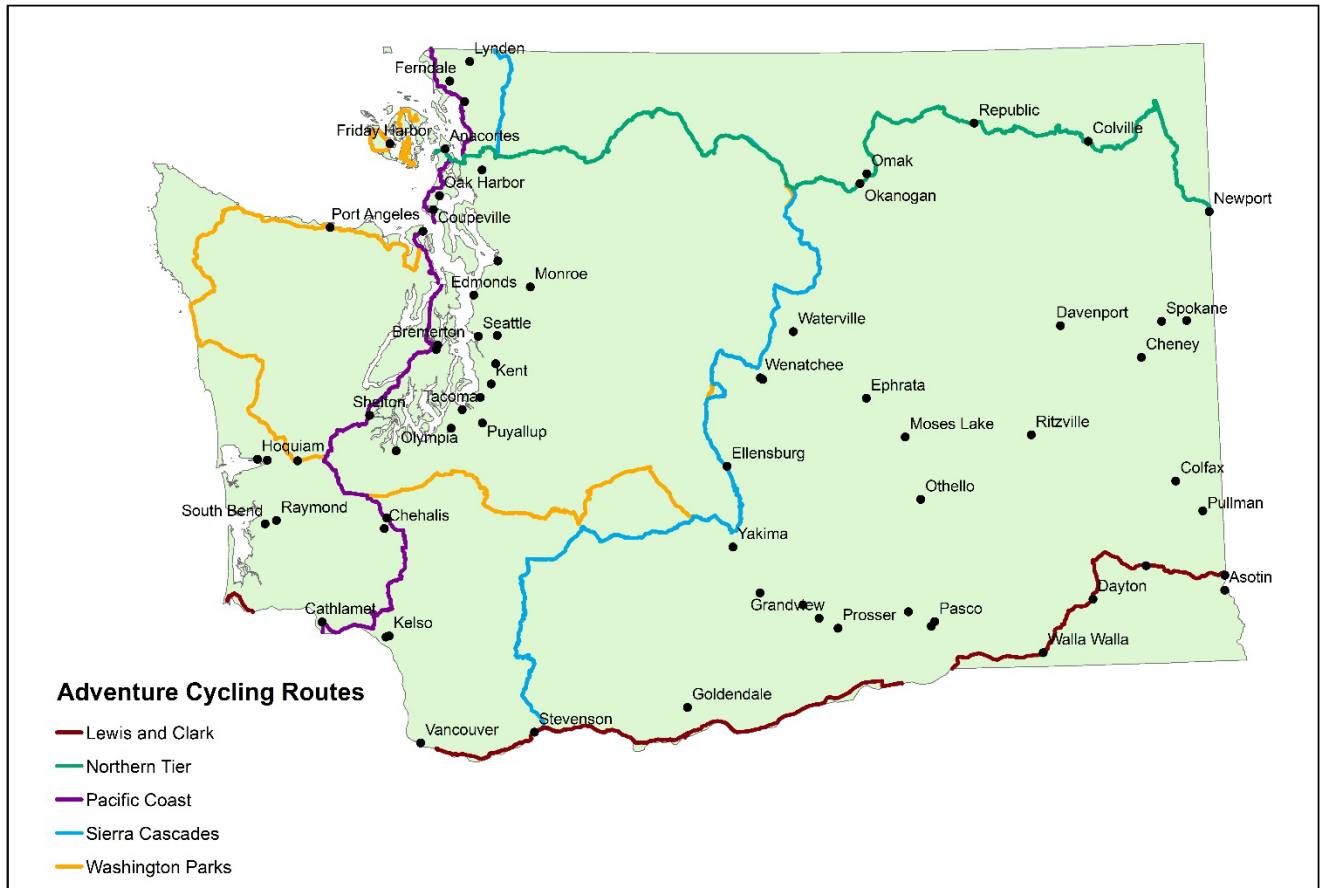 Lynden
Ferndale
Republic
Friday Harbor
Anacortes
Colville
Omak
Oak Harbor
Okanogan
Newport
Port Angeles
Coupeville
Monroe
Edmonds
Seattle
Bremerton
Waterville
Davenport
Spokane
Cheney
Kent
Wenatchee
Tacoma
Ephrata
Shelton
Puyallup
Moses Lake
Ritzville
Olympia
Hoquiam
Ellensburg
Colfax
Othello
Pullman
South Bend
Raymond
Chehalis
Yakima
Asotin
Dayton
Cathlamet
Grandview
Kelso
Prosser
Pasco
Walla Walla
Adventure Cycling Routes
Goldendale
Stevenson
Vancouver
Lewis and Clark
Northern Tier
Pacific Coast
Sierra Cascades
Washington Parks